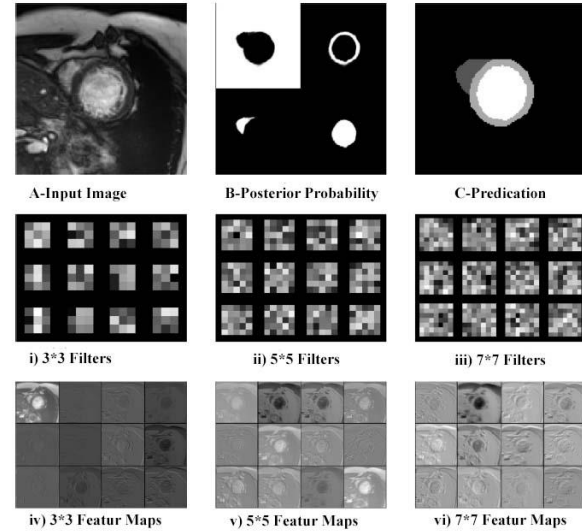 A-Input Image
B-Posterior Probability
C-Predication
i) 3*3 Filters
ii) 5*5 Filters
iii) 7*7 Filters
iv) 3*3 Featur Maps
v) 5*5 Featur Maps
vi) 7*7 Featur Maps